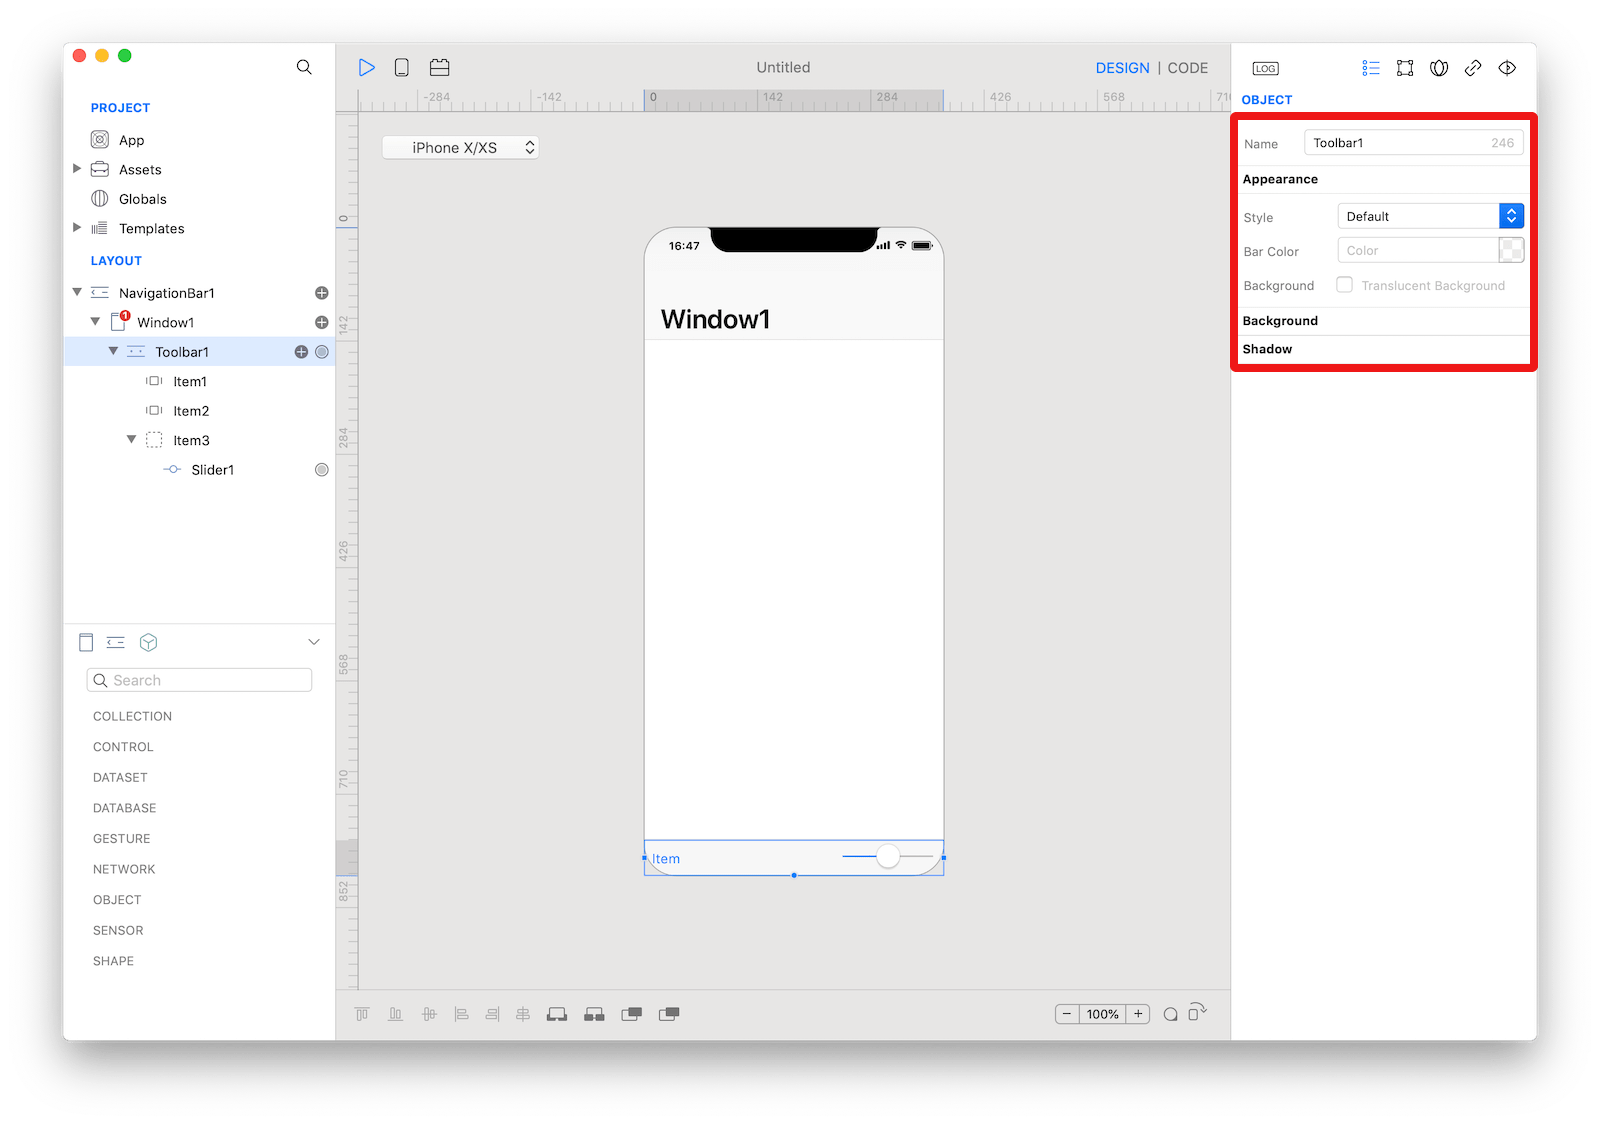 Untitled
DESIGN | CODE
LOG
PROJECT
App
Assets
Globals
Templates
LAYOUT
NavigationBar1
1
Window1
Toolbar1
Item1
Item2
Item3
Slider1
Search
COLLECTION
CONTROL
DATASET
DATABASE
GESTURE
NETWORK
OBJECT
SENSOR
SHAPE
-284 -142 0 142 284 426 568
0
142
284
426
568
710
852
iPhone X/XS
16:47
Window1
Item
100%
OBJECT
Name Toolbar1 246
Appearance
Style Default
Bar Color Color
Background Translucent Background
Background
Shadow